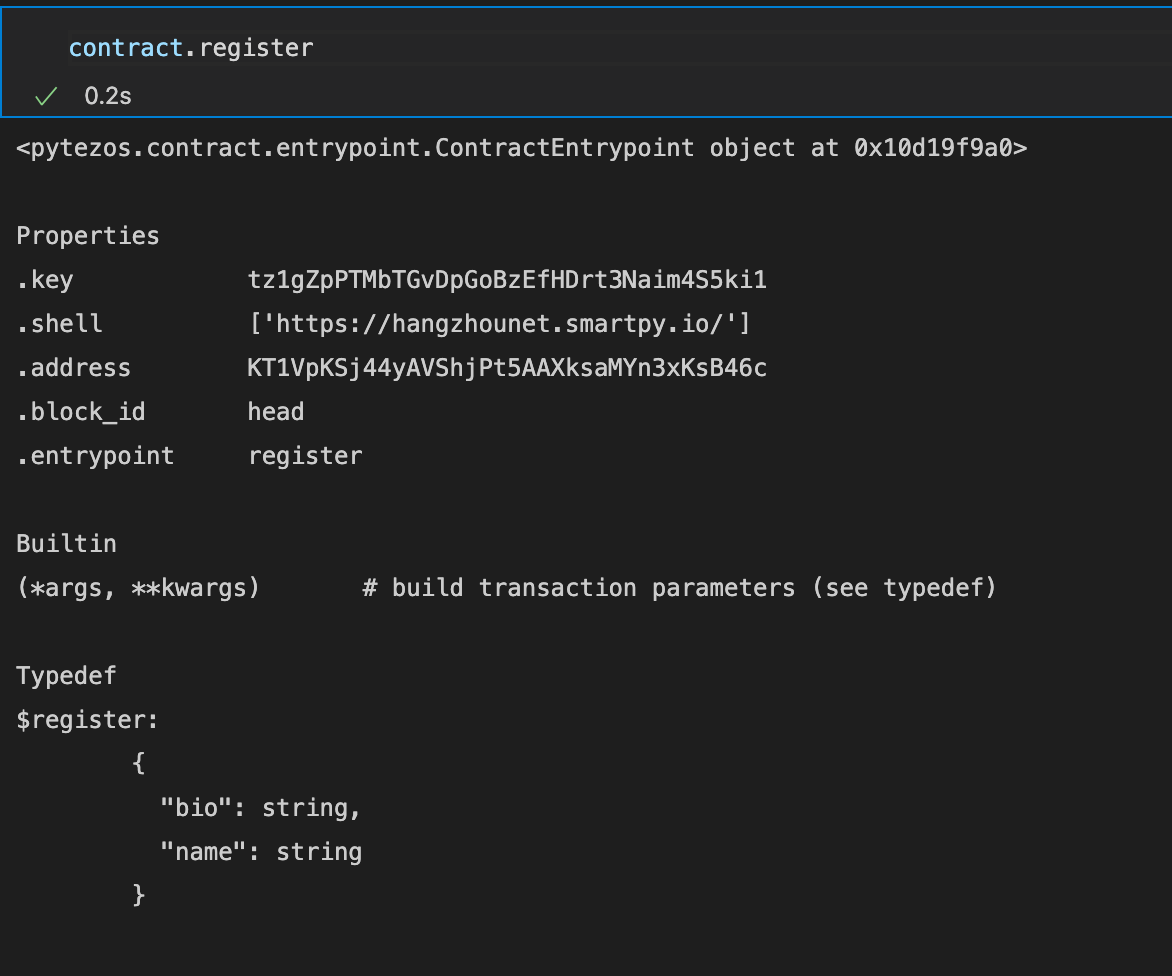 contract.register
0.2s
<pytezos.contract.entrypoint.ContractEntrypoint object at 0x10d19f9a0>
Properties
.key tz1gZpPTMbTGvDpGoBzEfHDrt3Naim4S5ki1
.shell ['https://hangzhounet.smartpy.io/']
.address KT1VpKSj44yAVShjPt5AAXksaMYn3xKsB46c
.block_id head
.entrypoint register
Builtin
(*args, **kwargs) # build transaction parameters (see typedef)
Typedef
$register:
{
"bio": string,
"name": string
}